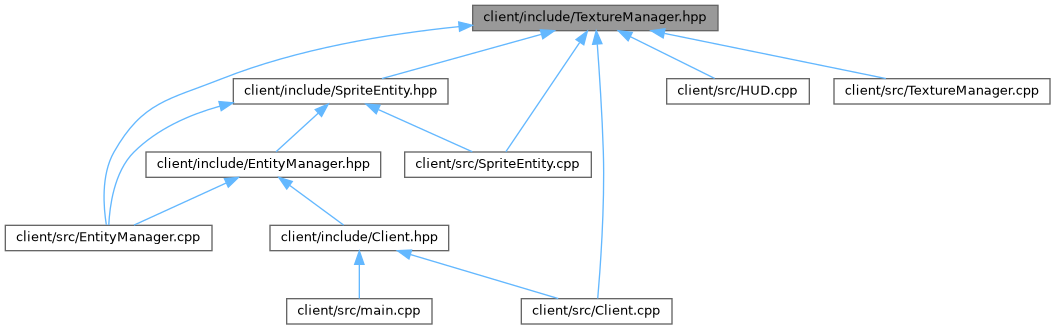 client/include/TextureManager.hpp
client/include/SpriteEntity.hpp
client/src/HUD.cpp
client/src/TextureManager.cpp
client/include/EntityManager.hpp
client/src/SpriteEntity.cpp
client/src/EntityManager.cpp
client/include/Client.hpp
client/src/main.cpp
client/src/Client.cpp